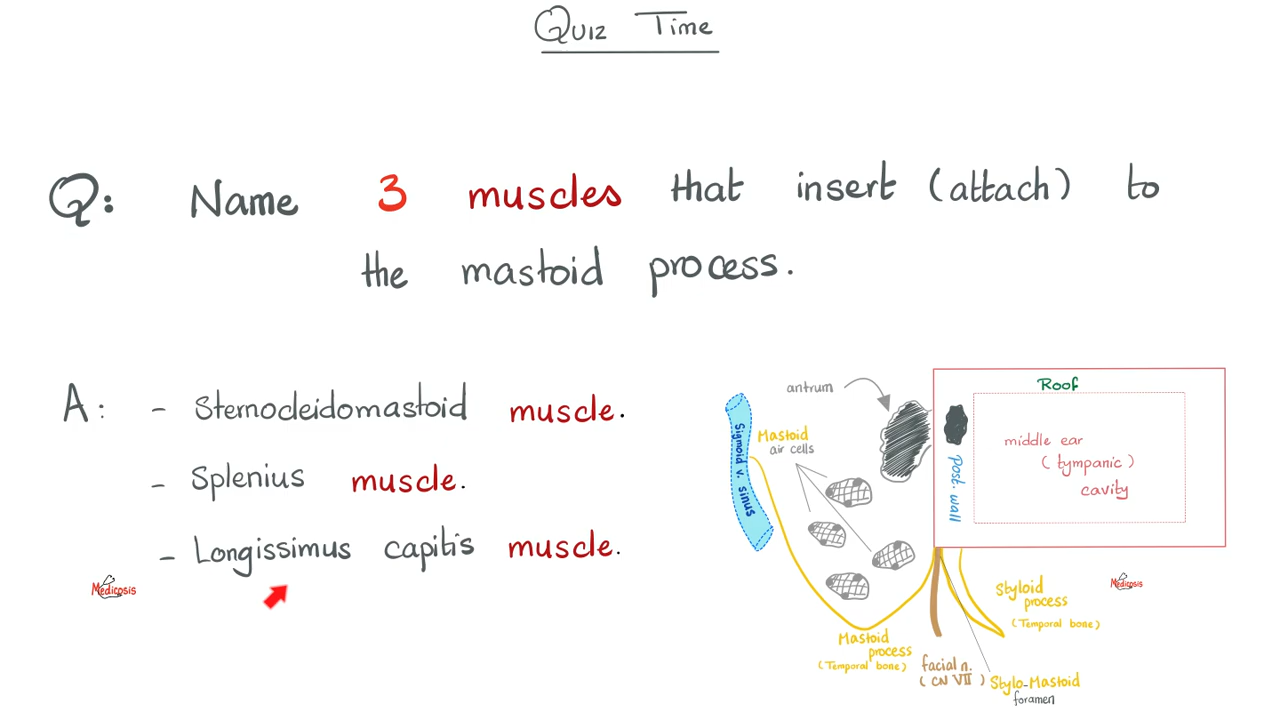 Quiz Time
Q: Name 3 muscles that insert (attach) to
the mastoid process.
A: - Sternocleidomastoid muscle.
- Splenius muscle.
- Longissimus capitis muscle.
Medicosis
antrum
Mastoid
air cells
Sigmoid v. sinus
Roof
middle ear
(tympanic)
cavity
Post. wall
Styloid
process
(Temporal bone)
Mastoid
process
(Temporal bone)
facial n.
(CN VII)
Stylo-Mastoid
foramen
Medicosis